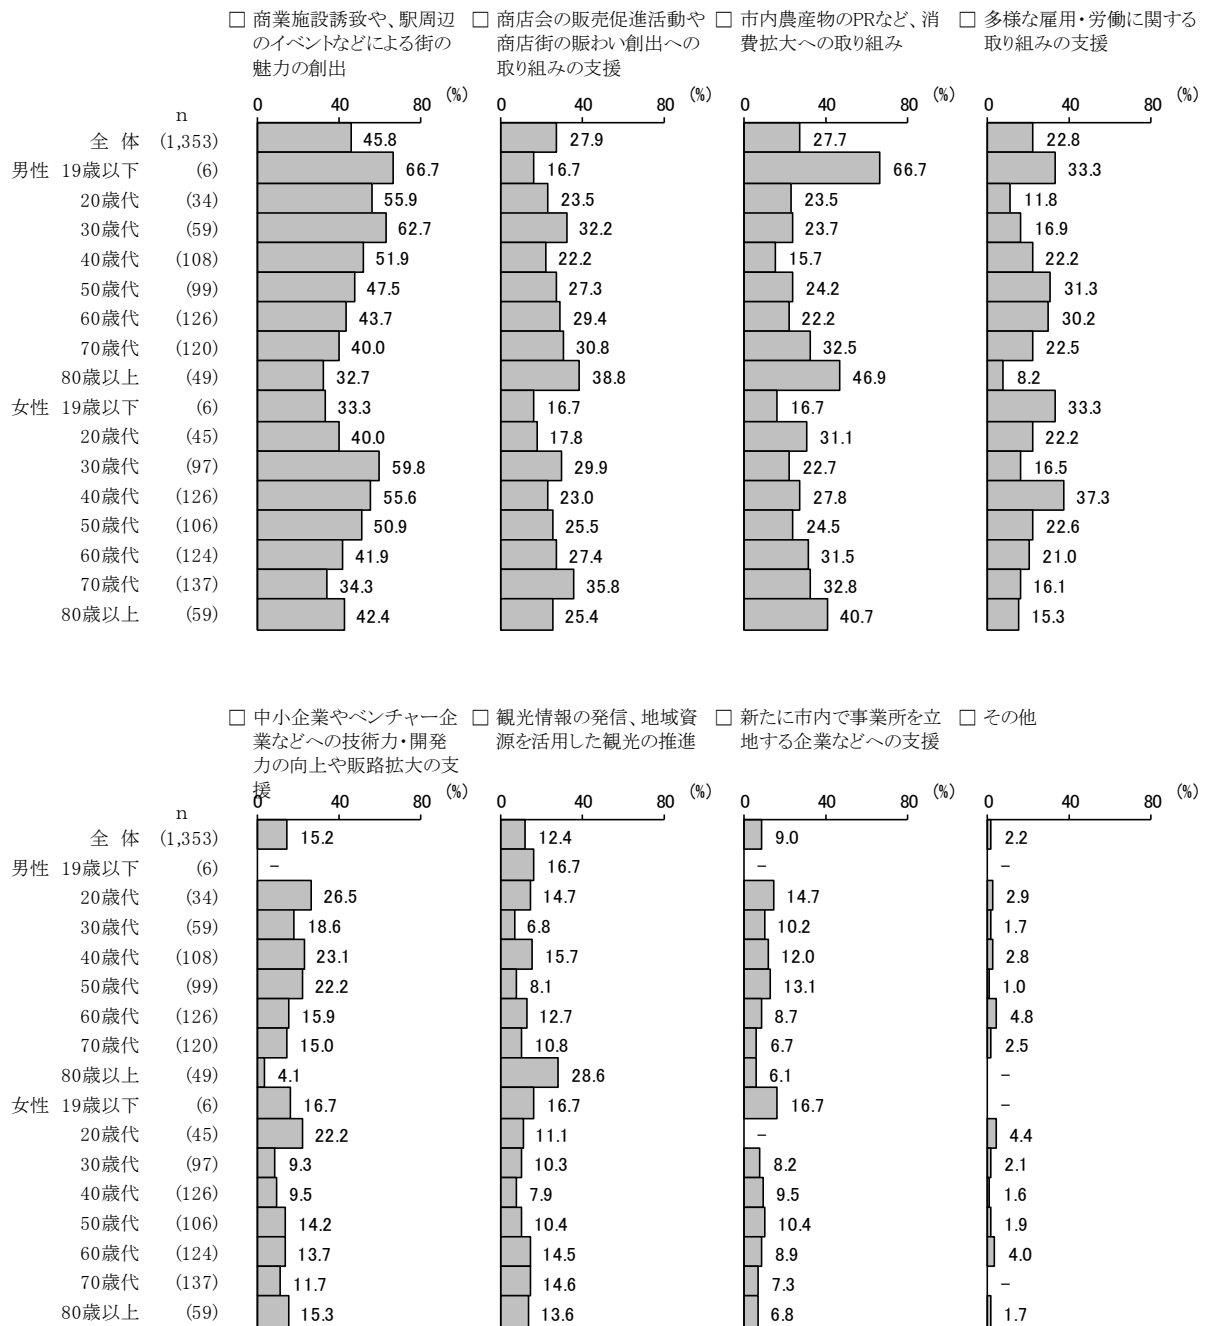 □ 商業施設誘致や、駅周辺
のイベントなどによる街の
魅力の創出
□ 商店会の販売促進活動や
商店街の賑わい創出への
取り組みの支援
□ 市内農産物のPRなど、消
費拡大への取り組み
□ 多様な雇用・労働に関する
取り組みの支援
n 0 40 80 (%) 0 40 80 (%) 0 40 80 (%) 0 40 80 (%)
全 体 (1,353) 45.8 27.9 27.7 22.8
男性 19歳以下 (6) 66.7 16.7 66.7 33.3
20歳代 (34) 55.9 23.5 23.5 11.8
30歳代 (59) 62.7 32.2 23.7 16.9
40歳代 (108) 51.9 22.2 15.7 22.2
50歳代 (99) 47.5 27.3 24.2 31.3
60歳代 (126) 43.7 29.4 22.2 30.2
70歳代 (120) 40.0 30.8 32.5 22.5
80歳以上 (49) 32.7 38.8 46.9 8.2
女性 19歳以下 (6) 33.3 16.7 16.7 33.3
20歳代 (45) 40.0 17.8 31.1 22.2
30歳代 (97) 59.8 29.9 22.7 16.5
40歳代 (126) 55.6 23.0 27.8 37.3
50歳代 (106) 50.9 25.5 24.5 22.6
60歳代 (124) 41.9 27.4 31.5 21.0
70歳代 (137) 34.3 35.8 32.8 16.1
80歳以上 (59) 42.4 25.4 40.7 15.3
□ 中小企業やベンチャー企
業などへの技術力・開発
力の向上や販路拡大の支
援
□ 観光情報の発信、地域資
源を活用した観光の推進
□ 新たに市内で事業所を立
地する企業などへの支援
□ その他
n 0 40 80 (%) 0 40 80 (%) 0 40 80 (%) 0 40 80 (%)
全 体 (1,353) 15.2 12.4 9.0 2.2
男性 19歳以下 (6) − 16.7 − −
20歳代 (34) 26.5 14.7 14.7 2.9
30歳代 (59) 18.6 6.8 10.2 1.7
40歳代 (108) 23.1 15.7 12.0 2.8
50歳代 (99) 22.2 8.1 13.1 1.0
60歳代 (126) 15.9 12.7 8.7 4.8
70歳代 (120) 15.0 10.8 6.7 2.5
80歳以上 (49) 4.1 28.6 6.1 −
女性 19歳以下 (6) 16.7 16.7 16.7 −
20歳代 (45) 22.2 11.1 − 4.4
30歳代 (97) 9.3 10.3 8.2 2.1
40歳代 (126) 9.5 7.9 9.5 1.6
50歳代 (106) 14.2 10.4 10.4 1.9
60歳代 (124) 13.7 14.5 8.9 4.0
70歳代 (137) 11.7 14.6 7.3 −
80歳以上 (59) 15.3 13.6 6.8 1.7